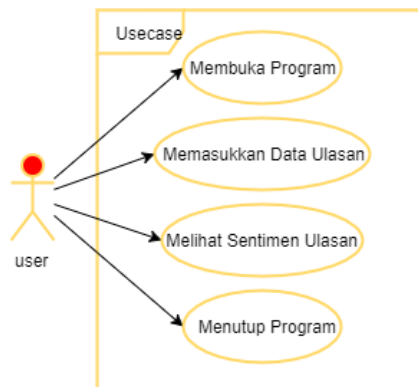 Usecase
Membuka Program
Memasukkan Data Ulasan
Melihat Sentimen Ulasan
user
Menutup Program